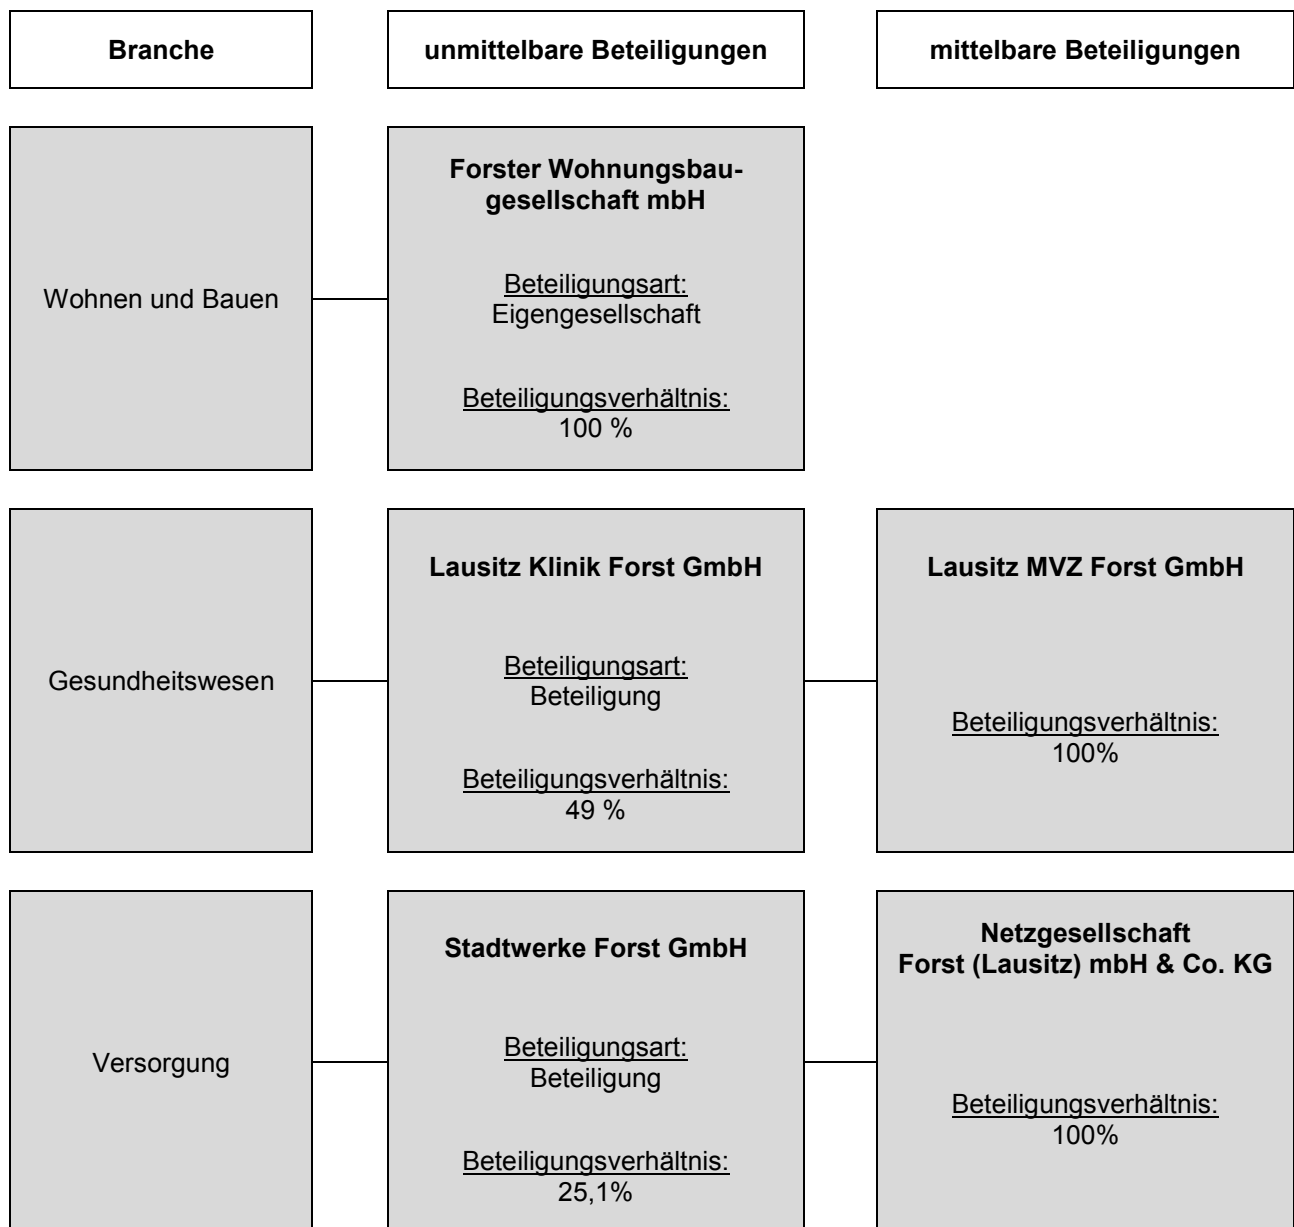 Branche
unmittelbare Beteiligungen
mittelbare Beteiligungen
Wohnen und Bauen
Forster Wohnungsbau-
gesellschaft mbH
Beteiligungsart:
Eigengesellschaft
Beteiligungsverhältnis:
100 %
Gesundheitswesen
Lausitz Klinik Forst GmbH
Beteiligungsart:
Beteiligung
Beteiligungsverhältnis:
49 %
Lausitz MVZ Forst GmbH
Beteiligungsverhältnis:
100%
Versorgung
Stadtwerke Forst GmbH
Beteiligungsart:
Beteiligung
Beteiligungsverhältnis:
25,1%
Netzgesellschaft
Forst (Lausitz) mbH & Co. KG
Beteiligungsverhältnis:
100%